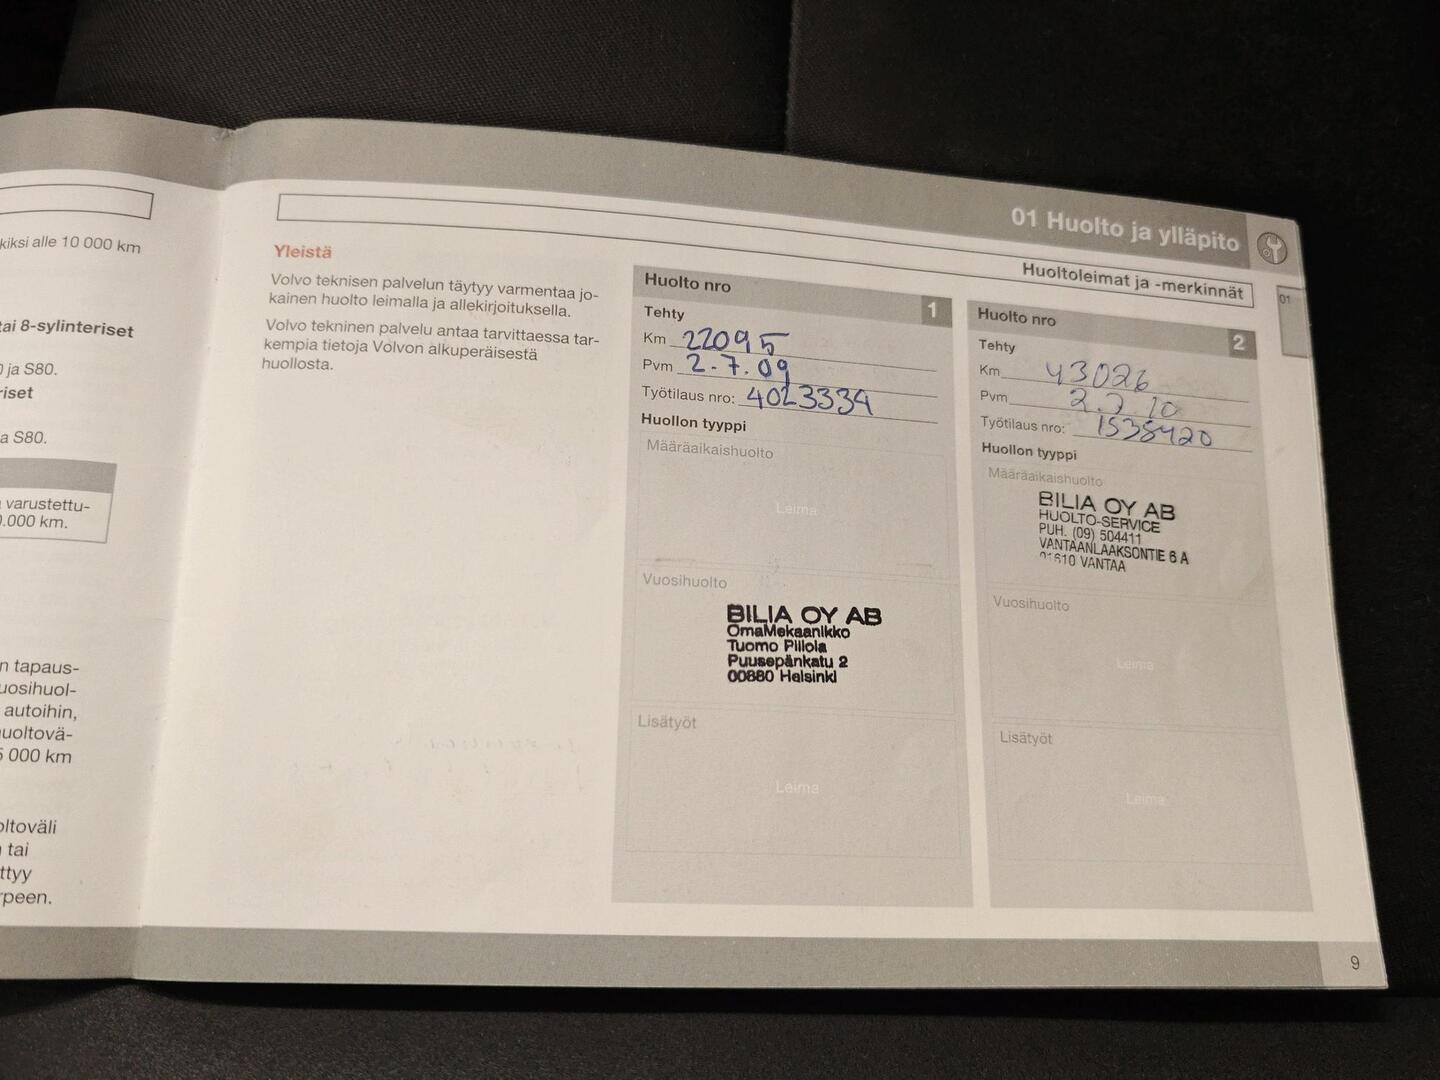 kiksi alle 10 000 km
tai 8-sylinteriset
ja S80.
riset
a S80.
varustettu-
.000 km.
n tapaus-
uosihuol-
autoihin,
uoltovä-
5 000 km
oltoväli
tai
ttyy
rpeen.
01 Huolto ja ylläpito
Huoltoleimat ja -merkinnät
01
Yleistä
Volvo teknisen palvelun täytyy varmentaa jo-
kainen huolto leimalla ja allekirjoituksella.
Volvo tekninen palvelu antaa tarvittaessa tar-
kempia tietoja Volvon alkuperäisestä
huollosta.
Huolto nro 1
Tehty
Km 22095
Pvm 2.7.09
Työtilaus nro: 4023334
Huollon tyyppi
Määräaikaishuolto
Leima
Vuosihuolto
BILIA OY AB
OmaMekaanikko
Tuomo Pillola
Puusepänkatu 2
00880 Helsinki
Lisätyöt
Leima
Huolto nro 2
Tehty
Km 43026
Pvm 2.7.10
Työtilaus nro: 1538420
Huollon tyyppi
Määräaikaishuolto
BILIA OY AB
HUOLTO-SERVICE
PUH. (09) 504411
VANTAANLAAKSONTIE 6 A
01610 VANTAA
Vuosihuolto
Leima
Lisätyöt
Leima
9